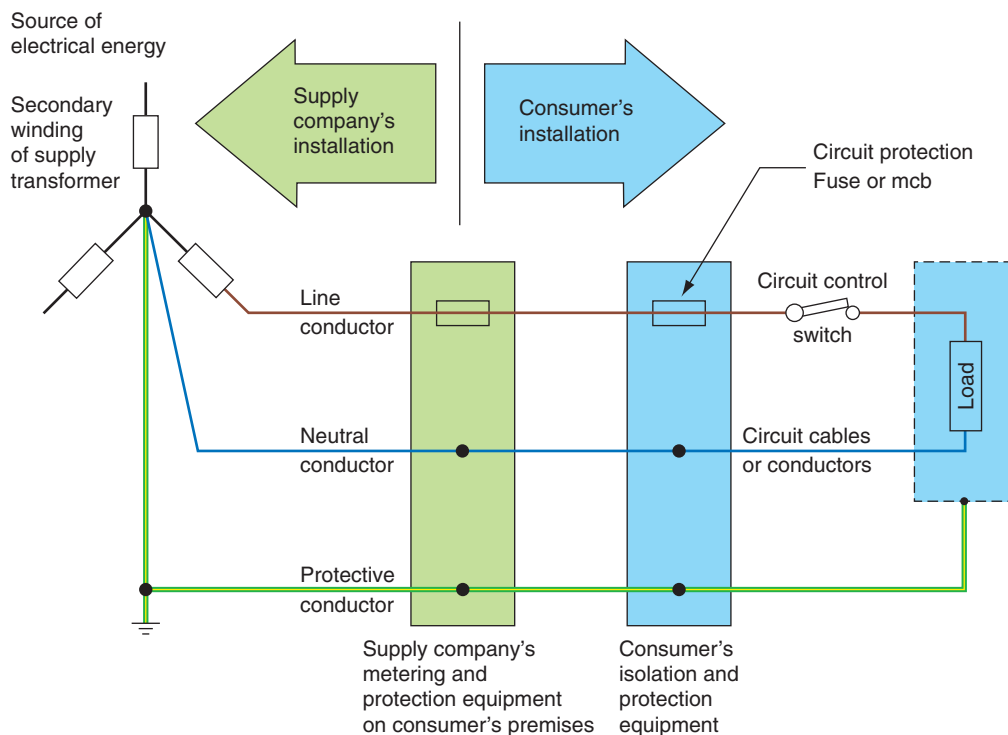 Source of
electrical energy
Secondary
winding
of supply
transformer
Supply
company's
installation
Consumer's
installation
Circuit protection
Fuse or mcb
Line
conductor
Circuit control
switch
Load
Neutral
conductor
Circuit cables
or conductors
Protective
conductor
Supply company's
metering and
protection equipment
on consumer's premises
Consumer's
isolation and
protection
equipment